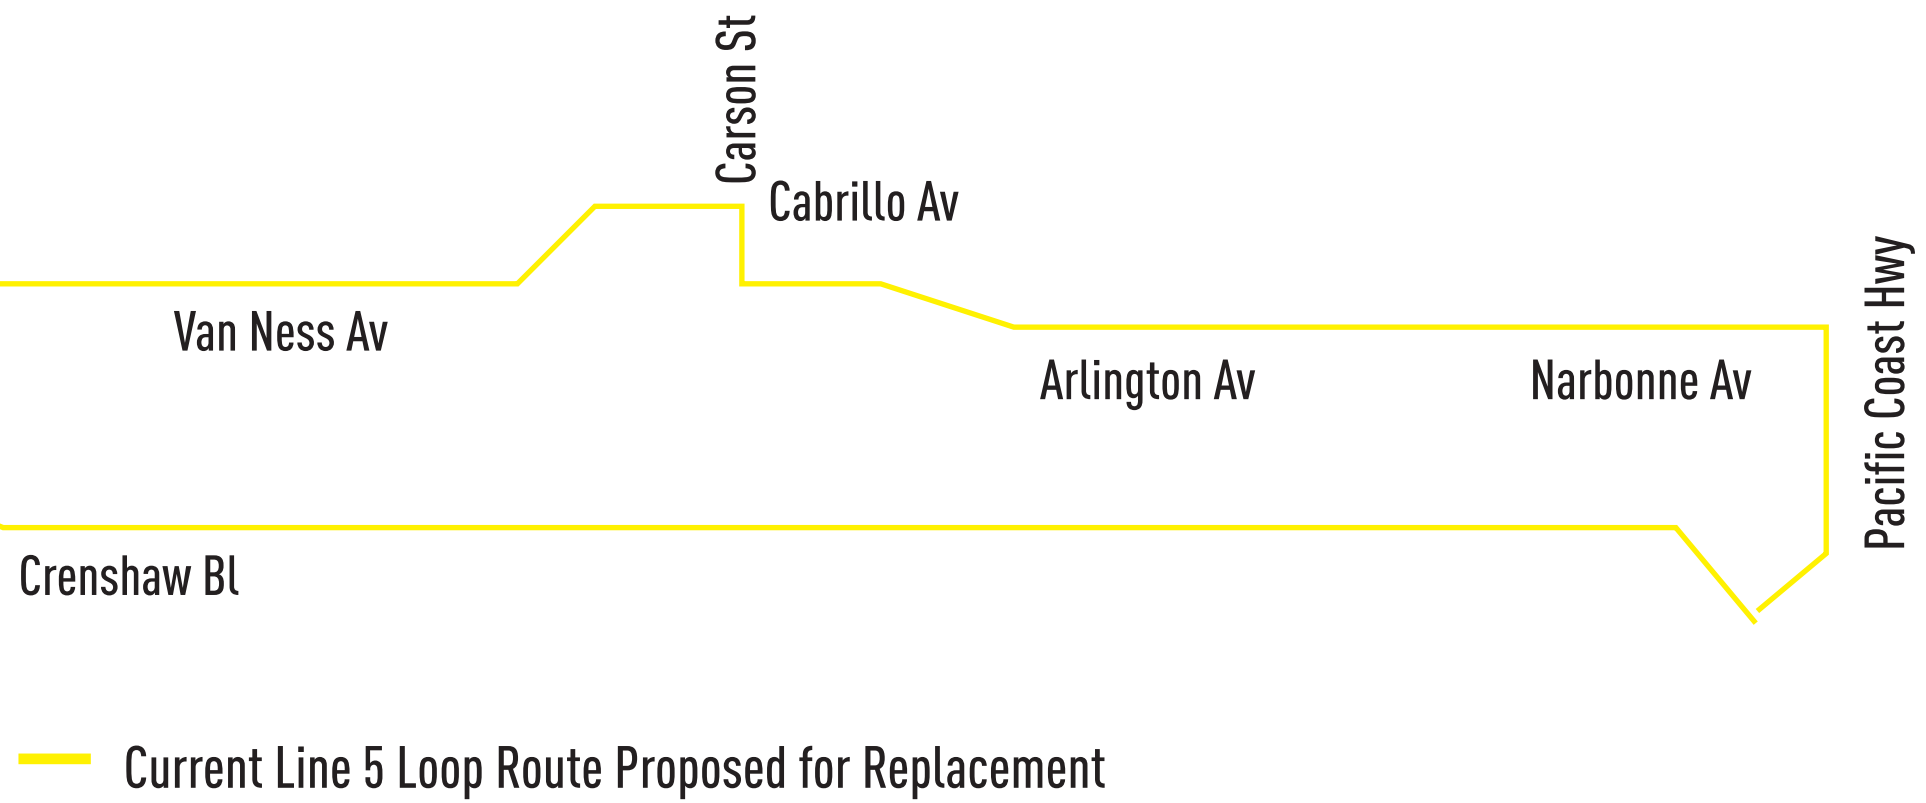 Carson St
Cabrillo Av
Van Ness Av
Arlington Av
Narbonne Av
Pacific Coast Hwy
Crenshaw Bl
Current Line 5 Loop Route Proposed for Replacement